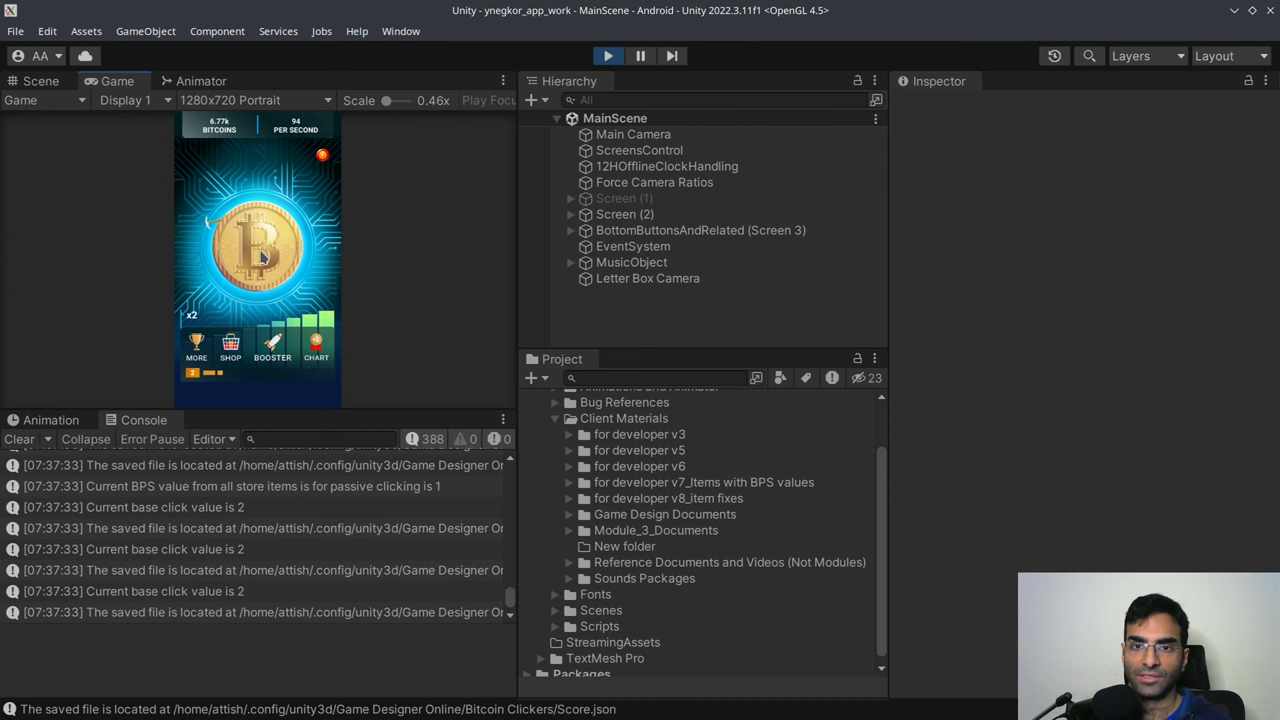 Unity - ynegkor_app_work - MainScene - Android - Unity 2022.3.11f1 <OpenGL 4.5>
File Edit Assets GameObject Component Services Jobs Help Window
AA Layers Layout
Scene Game Animator
Game Display 1 1280x720 Portrait Scale 0.46x Play Focu
6.77k
BITCOINS
94
PER SECOND
B
x2
MORE SHOP BOOSTER CHART
+1
2
Hierarchy
All
MainScene
Main Camera
ScreensControl
12HOfflineClockHandling
Force Camera Ratios
Screen (1)
Screen (2)
BottomButtonsAndRelated (Screen 3)
EventSystem
MusicObject
Letter Box Camera
Inspector
Project
23
Bug References
Client Materials
for developer v3
for developer v5
for developer v6
for developer v7_Items with BPS values
for developer v8_item fixes
Game Design Documents
Module_3_Documents
New folder
Reference Documents and Videos (Not Modules)
Sounds Packages
Fonts
Scenes
Scripts
StreamingAssets
TextMesh Pro
Packages
Animation Console
Clear Collapse Error Pause Editor 388 0 0
[07:37:33] The saved file is located at /home/attish/.config/unity3d/Game Designer On
[07:37:33] Current BPS value from all store items is for passive clicking is 1
[07:37:33] Current base click value is 2
[07:37:33] The saved file is located at /home/attish/.config/unity3d/Game Designer On
[07:37:33] Current base click value is 2
[07:37:33] The saved file is located at /home/attish/.config/unity3d/Game Designer On
[07:37:33] Current base click value is 2
[07:37:33] The saved file is located at /home/attish/.config/unity3d/Game Designer On
The saved file is located at /home/attish/.config/unity3d/Game Designer Online/Bitcoin Clickers/Score.json